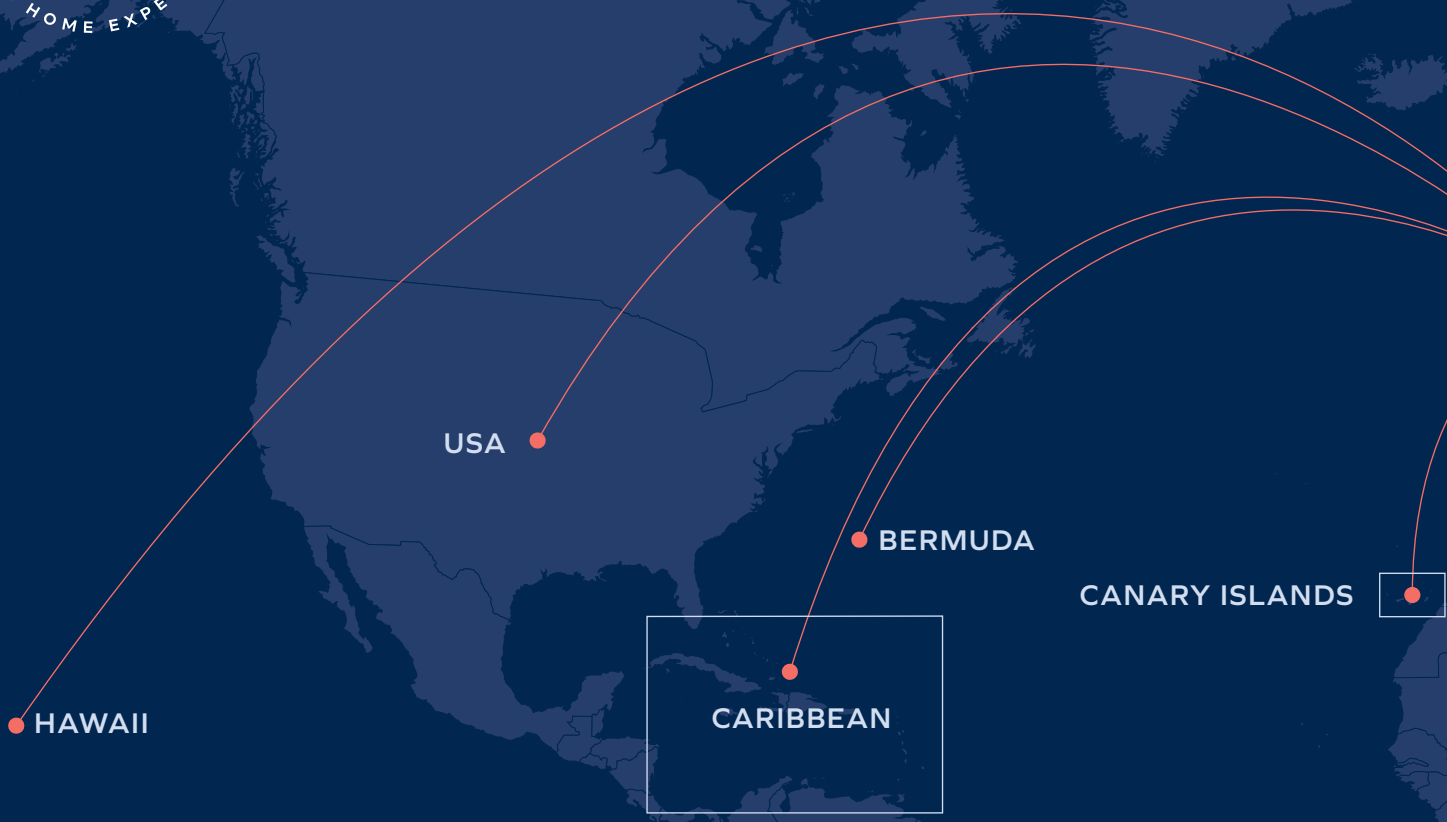 HOME EXPE
USA
BERMUDA
CANARY ISLANDS
CARIBBEAN
HAWAII